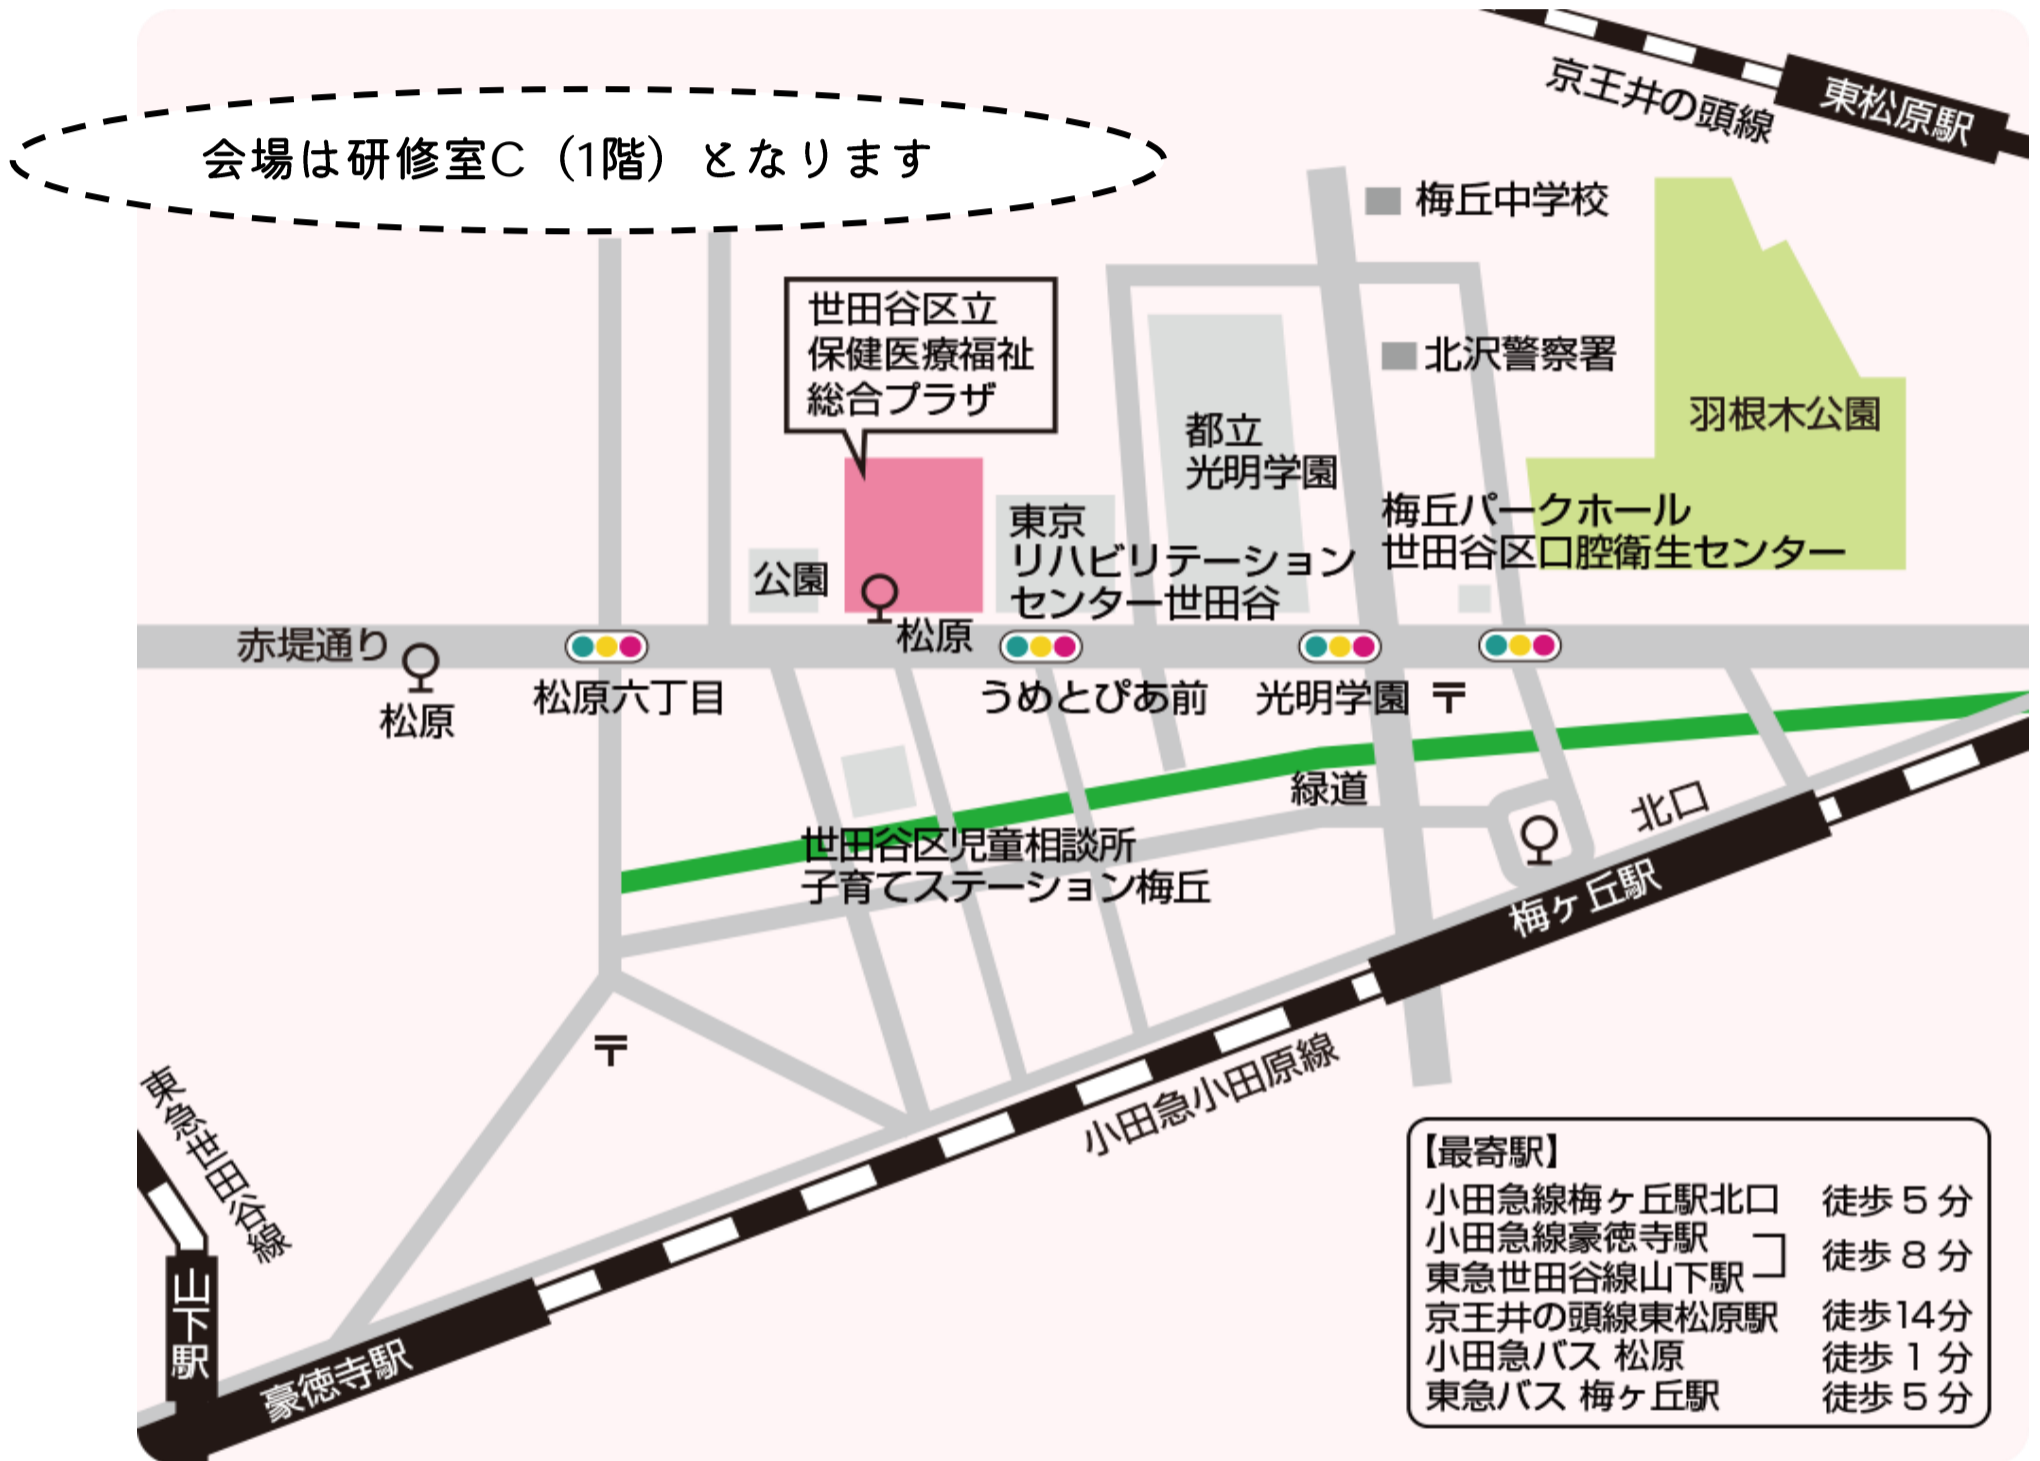 会場は研修室C（1階）となります
京王井の頭線
東松原駅
梅丘中学校
世田谷区立
保健医療福祉
総合プラザ
北沢警察署
羽根木公園
都立
光明学園
梅丘パークホール
世田谷区口腔衛生センター
東京
リハビリテーション
センター世田谷
公園
松原
赤堤通り
松原
松原六丁目
うめとぴあ前
光明学園
〒
緑道
北口
世田谷区児童相談所
子育てステーション梅丘
梅ヶ丘駅
〒
小田急小田原線
東急世田谷線
山下駅
豪徳寺駅
【最寄駅】
小田急線梅ヶ丘駅北口 徒歩 5 分
小田急線豪徳寺駅
東急世田谷線山下駅 徒歩 8 分
京王井の頭線東松原駅 徒歩14分
小田急バス 松原 徒歩 1 分
東急バス 梅ヶ丘駅 徒歩 5 分